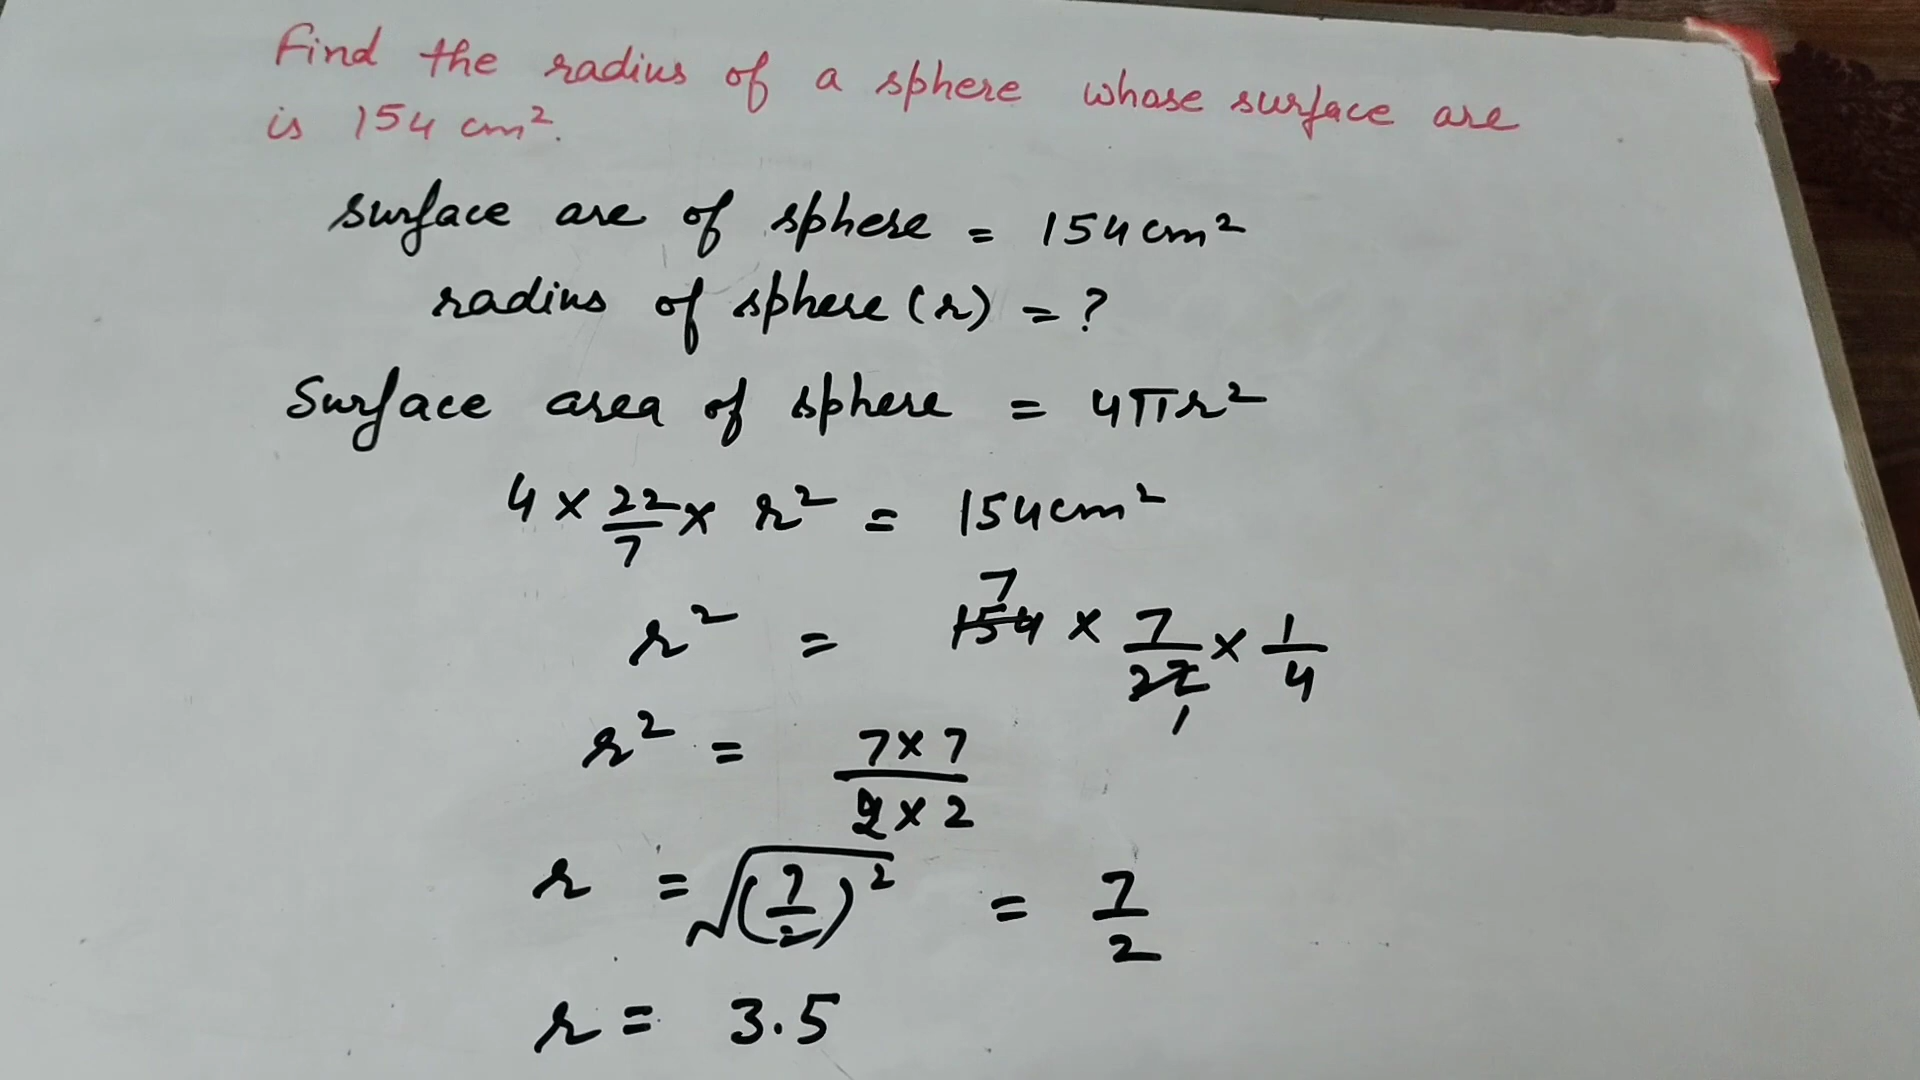 Find the radius of a sphere whose surface are
is 154 cm².
surface are of sphere = 154 cm²
radius of sphere (r) = ?
Surface area of sphere = 4πr²
4 × 22/7 × r² = 154 cm²
r² = 154 7 × 7/22 1 × 1/4
r² = 7×7/2×2
r = √(7/2)² = 7/2
r = 3.5